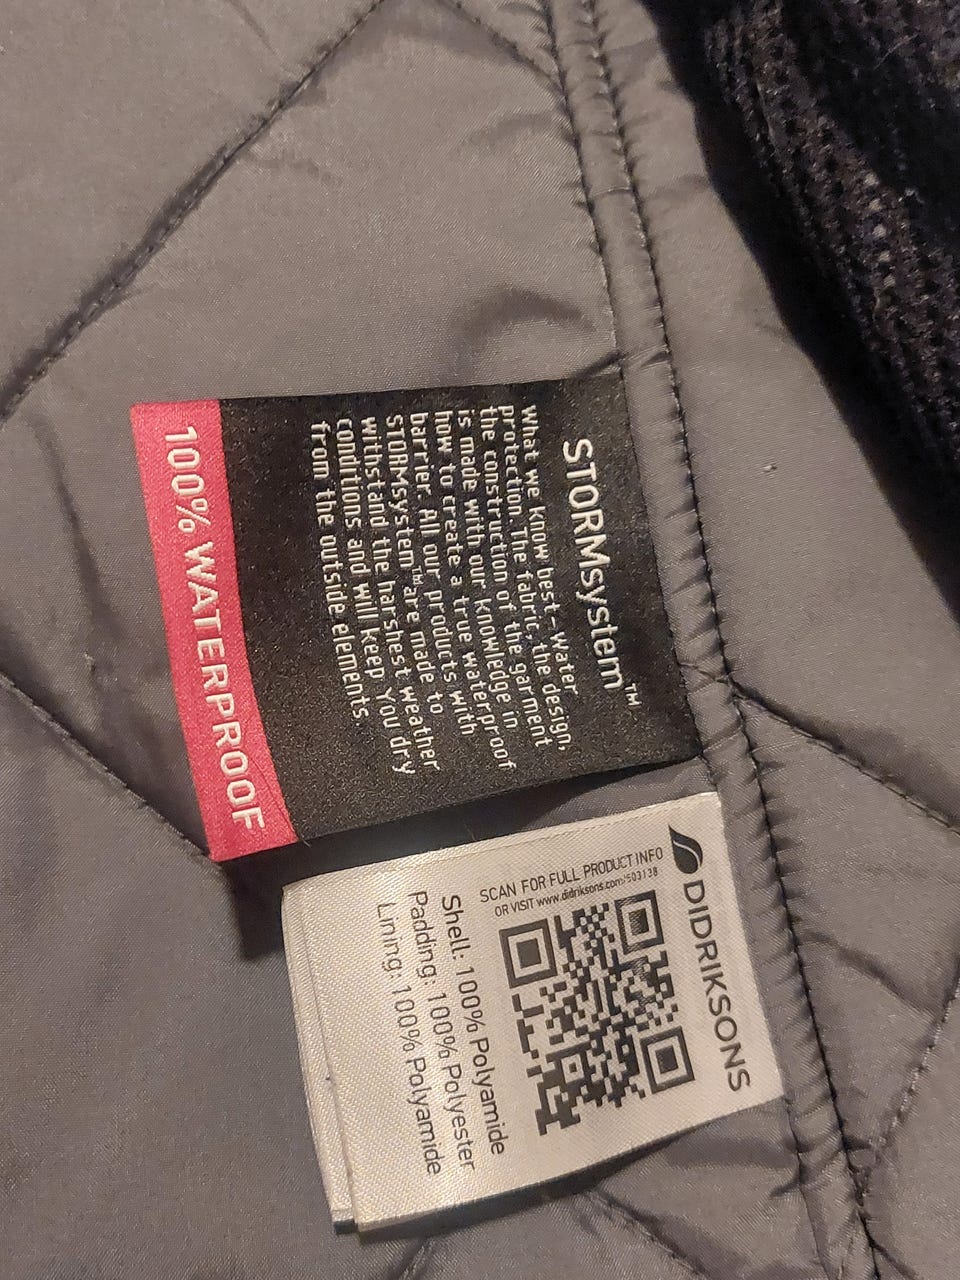 STORMsystem™
What we know best-water
protection. The fabric, the design,
the construction of the garment
is made with our knowledge in
how to create a true waterproof
barrier. All our products with
STORMsystem™ are made to
withstand the harshest weather
conditions and will keep you dry
from the outside elements.
100% WATERPROOF
DIDRIKSONS
SCAN FOR FULL PRODUCT INFO
OR VISIT www.didriksons.com/503138
Shell: 100% Polyamide
Padding: 100% Polyester
Lining: 100% Polyamide